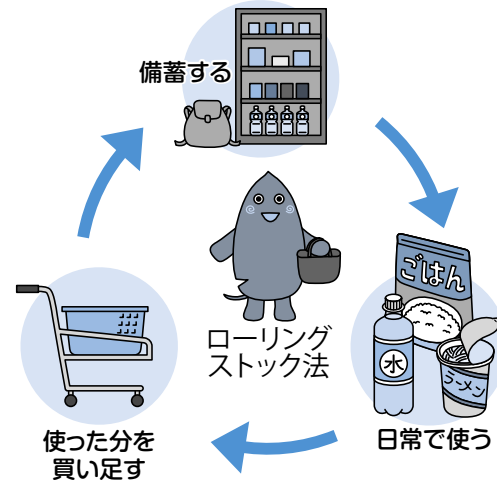 備蓄する
ごはん
水
ラーメン
日常で使う
使った分を
買い足す
ローリング
ストック法